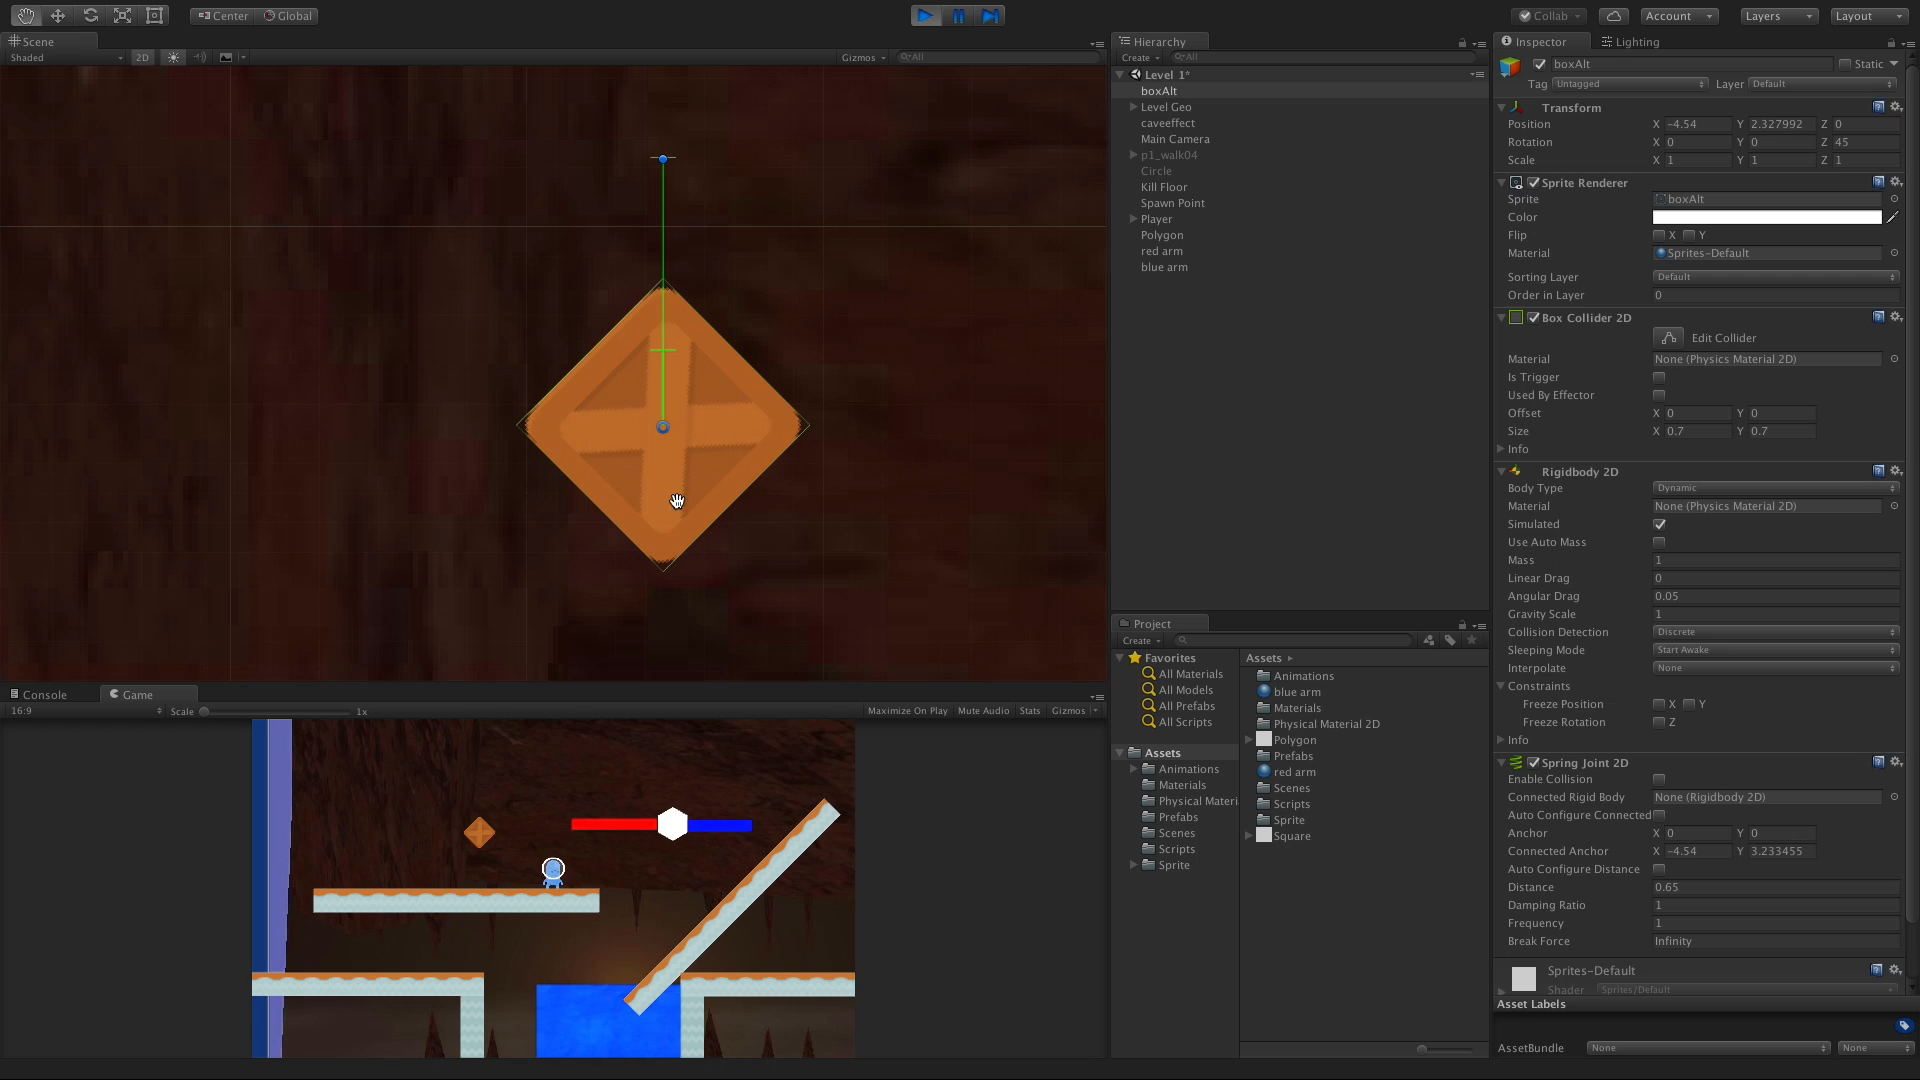 Center Global
Collab Account Layers Layout
Scene
Shaded 2D Gizmos All
Hierarchy
Create All
Level 1*
boxAlt
Level Geo
caveeffect
Main Camera
p1_walk04
Circle
Kill Floor
Spawn Point
Player
Polygon
red arm
blue arm
Project
Create
Favorites
All Materials
All Models
All Prefabs
All Scripts
Assets
Animations
Materials
Physical Materi
Prefabs
Scenes
Scripts
Sprite
Assets
Animations
blue arm
Materials
Physical Material 2D
Polygon
Prefabs
red arm
Scenes
Scripts
Sprite
Square
Console Game
16:9 Scale 1x Maximize On Play Mute Audio Stats Gizmos
Inspector Lighting
boxAlt Static
Tag Untagged Layer Default
Transform
Position X -4.54 Y 2.327992 Z 0
Rotation X 0 Y 0 Z 45
Scale X 1 Y 1 Z 1
Sprite Renderer
Sprite boxAlt
Color
Flip X Y
Material Sprites-Default
Sorting Layer Default
Order in Layer 0
Box Collider 2D
Edit Collider
Material None (Physics Material 2D)
Is Trigger
Used By Effector
Offset X 0 Y 0
Size X 0.7 Y 0.7
Info
Rigidbody 2D
Body Type Dynamic
Material None (Physics Material 2D)
Simulated
Use Auto Mass
Mass 1
Linear Drag 0
Angular Drag 0.05
Gravity Scale 1
Collision Detection Discrete
Sleeping Mode Start Awake
Interpolate None
Constraints
Freeze Position X Y
Freeze Rotation Z
Info
Spring Joint 2D
Enable Collision
Connected Rigid Body None (Rigidbody 2D)
Auto Configure Connected
Anchor X 0 Y 0
Connected Anchor X -4.54 Y 3.233455
Auto Configure Distance
Distance 0.65
Damping Ratio 1
Frequency 1
Break Force Infinity
Sprites-Default
Shader Sprites/Default
Asset Labels
AssetBundle None None